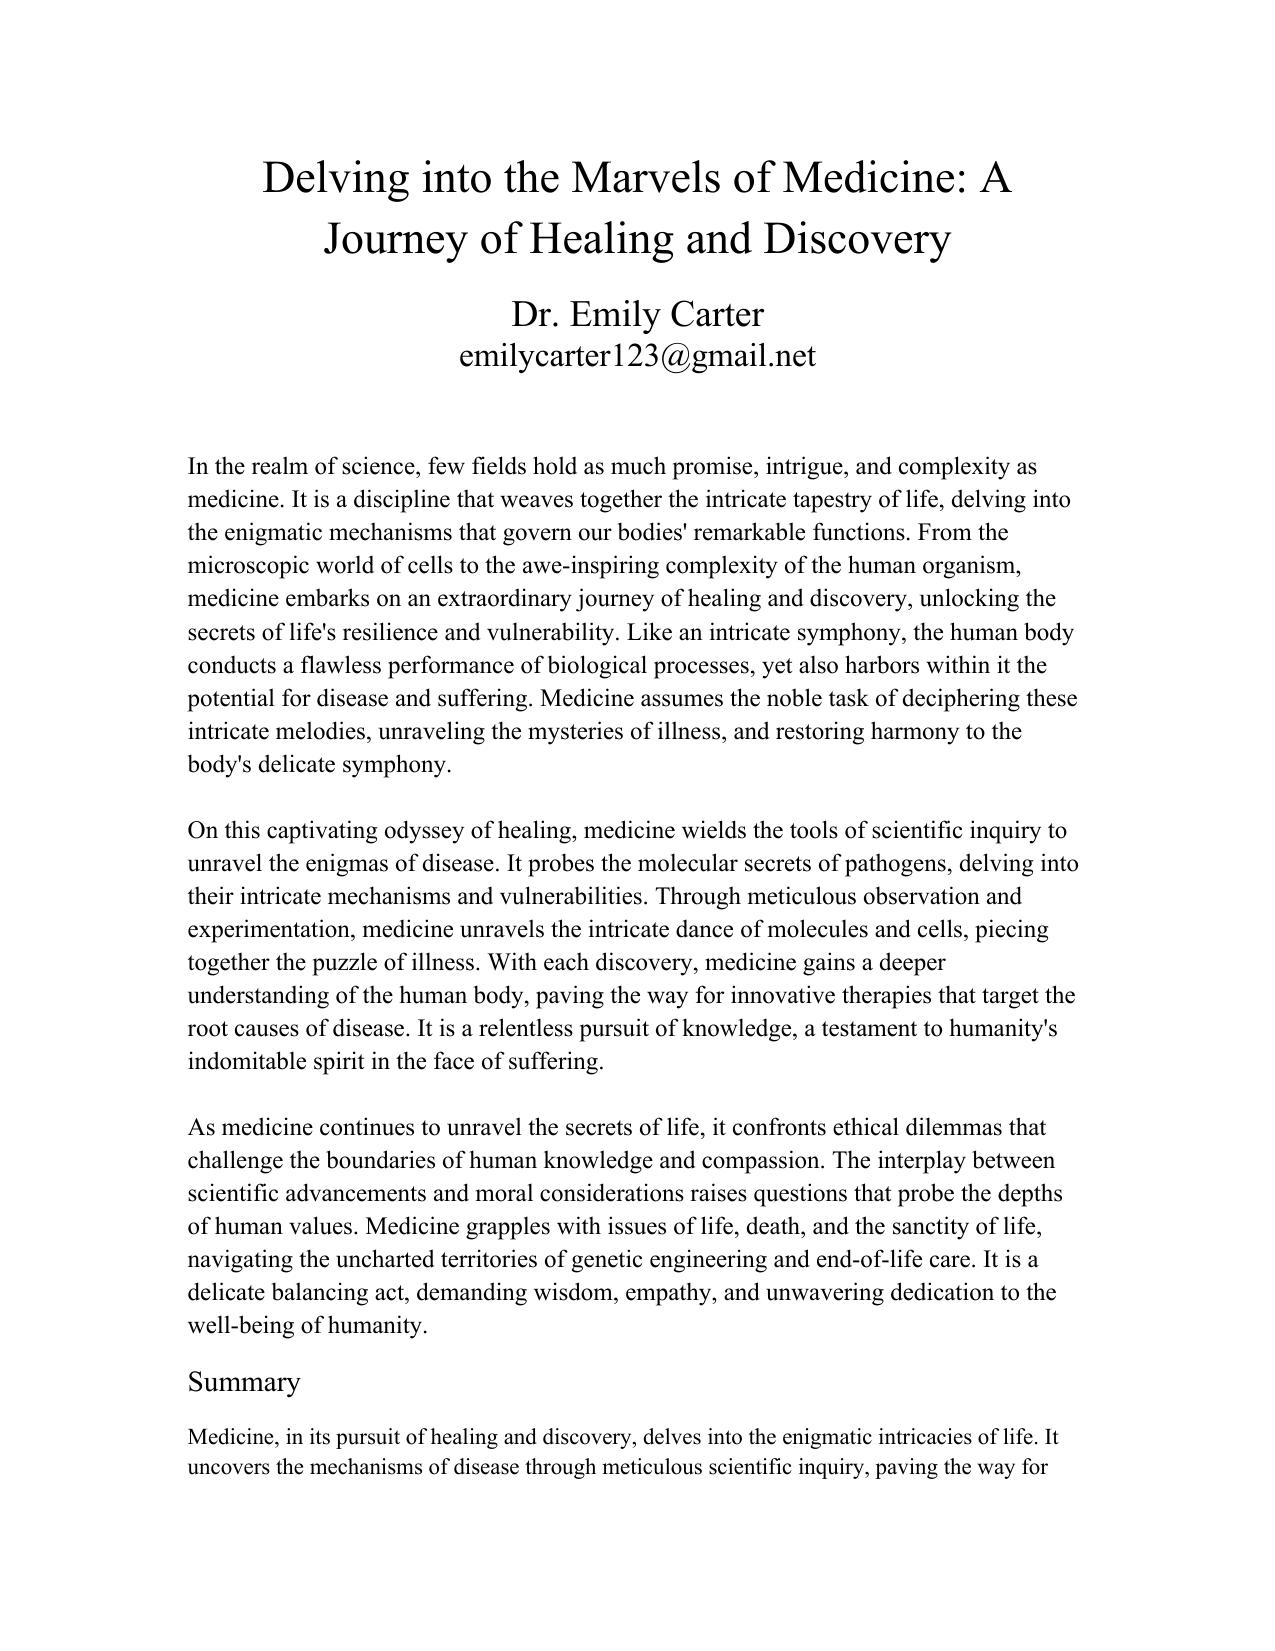 Delving into the Marvels of Medicine: A
Journey of Healing and Discovery
Dr. Emily Carter
emilycarter123@gmail.net
In the realm of science, few fields hold as much promise, intrigue, and complexity as
medicine. It is a discipline that weaves together the intricate tapestry of life, delving into
the enigmatic mechanisms that govern our bodies' remarkable functions. From the
microscopic world of cells to the awe-inspiring complexity of the human organism,
medicine embarks on an extraordinary journey of healing and discovery, unlocking the
secrets of life's resilience and vulnerability. Like an intricate symphony, the human body
conducts a flawless performance of biological processes, yet also harbors within it the
potential for disease and suffering. Medicine assumes the noble task of deciphering these
intricate melodies, unraveling the mysteries of illness, and restoring harmony to the
body's delicate symphony.
On this captivating odyssey of healing, medicine wields the tools of scientific inquiry to
unravel the enigmas of disease. It probes the molecular secrets of pathogens, delving into
their intricate mechanisms and vulnerabilities. Through meticulous observation and
experimentation, medicine unravels the intricate dance of molecules and cells, piecing
together the puzzle of illness. With each discovery, medicine gains a deeper
understanding of the human body, paving the way for innovative therapies that target the
root causes of disease. It is a relentless pursuit of knowledge, a testament to humanity's
indomitable spirit in the face of suffering.
As medicine continues to unravel the secrets of life, it confronts ethical dilemmas that
challenge the boundaries of human knowledge and compassion. The interplay between
scientific advancements and moral considerations raises questions that probe the depths
of human values. Medicine grapples with issues of life, death, and the sanctity of life,
navigating the uncharted territories of genetic engineering and end-of-life care. It is a
delicate balancing act, demanding wisdom, empathy, and unwavering dedication to the
well-being of humanity.
Summary
Medicine, in its pursuit of healing and discovery, delves into the enigmatic intricacies of life. It
uncovers the mechanisms of disease through meticulous scientific inquiry, paving the way for